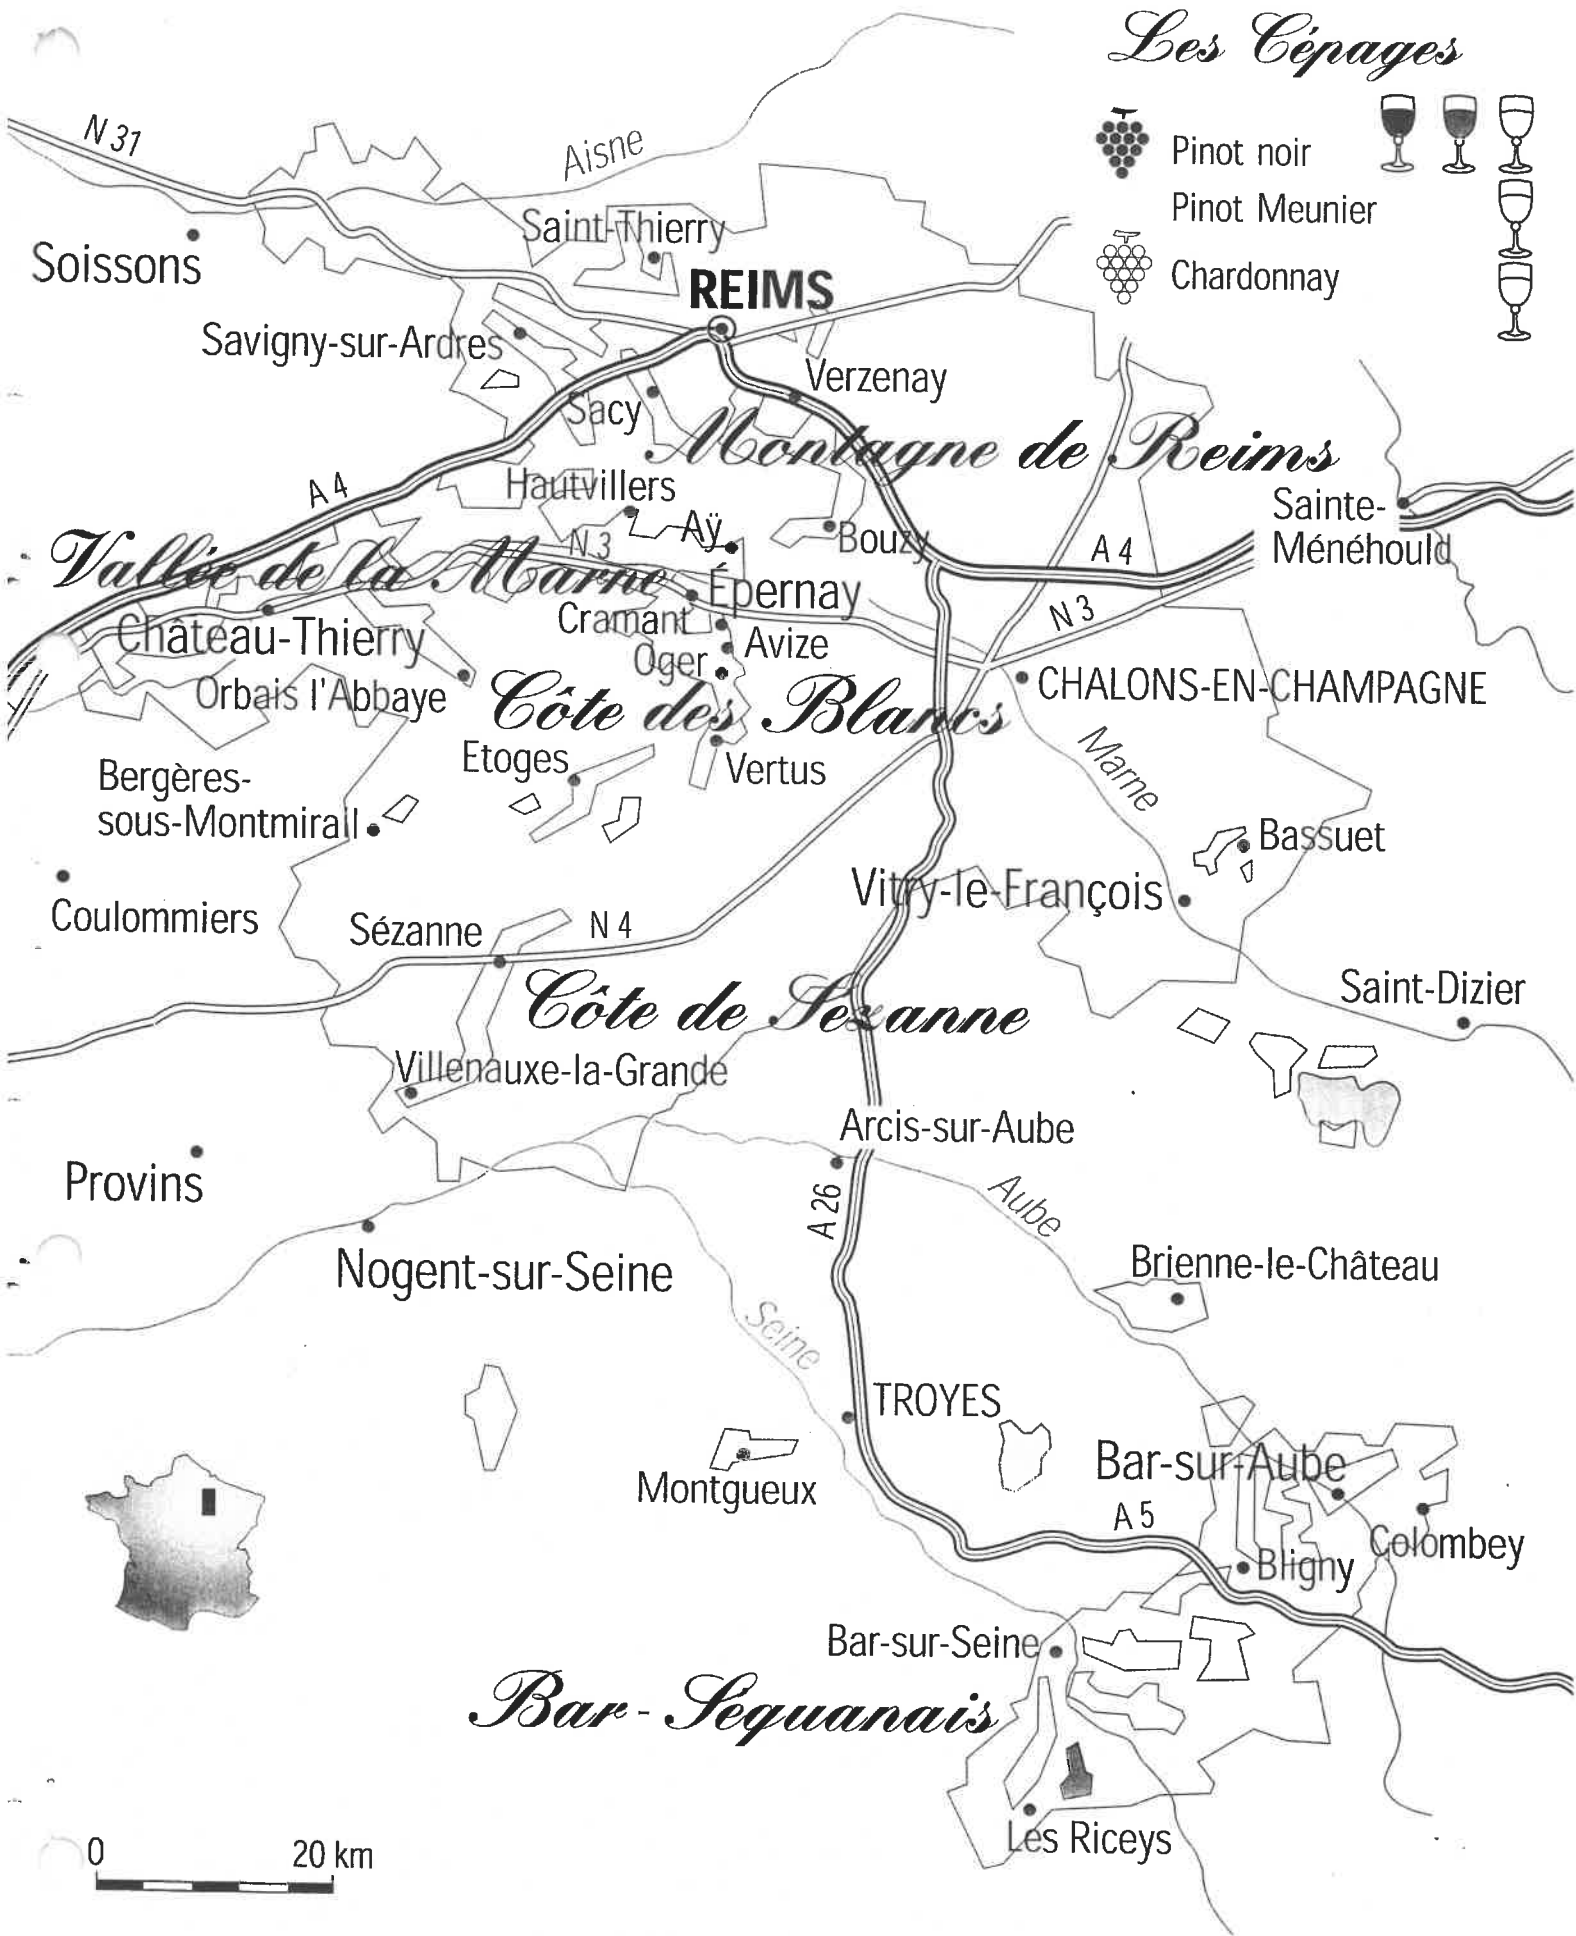 Les Cépages
N 31
Aisne
Pinot noir
Pinot Meunier
Chardonnay
Saint-Thierry
Soissons
REIMS
Savigny-sur-Ardres
Verzenay
Sacy
Montagne de Reims
A 4
Hautvillers
Sainte-
Ménéhould
Aÿ
Bouzy
N 3
A 4
Vallée de la Marne
Épernay
Cramant
N 3
Château-Thierry
Avize
Oger
Orbais l'Abbaye
CHALONS-EN-CHAMPAGNE
Côte des Blancs
Marne
Etoges
Vertus
Bergères-
sous-Montmirail
Bassuet
Vitry-le-François
Coulommiers
Sézanne
N 4
Saint-Dizier
Côte de Sézanne
Villenauxe-la-Grande
Arcis-sur-Aube
Provins
Aube
A 26
Nogent-sur-Seine
Brienne-le-Château
Seine
TROYES
Bar-sur-Aube
Montgueux
A 5
Colombey
Bligny
Bar-sur-Seine
Bar-Séquanais
Les Riceys
0 20 km